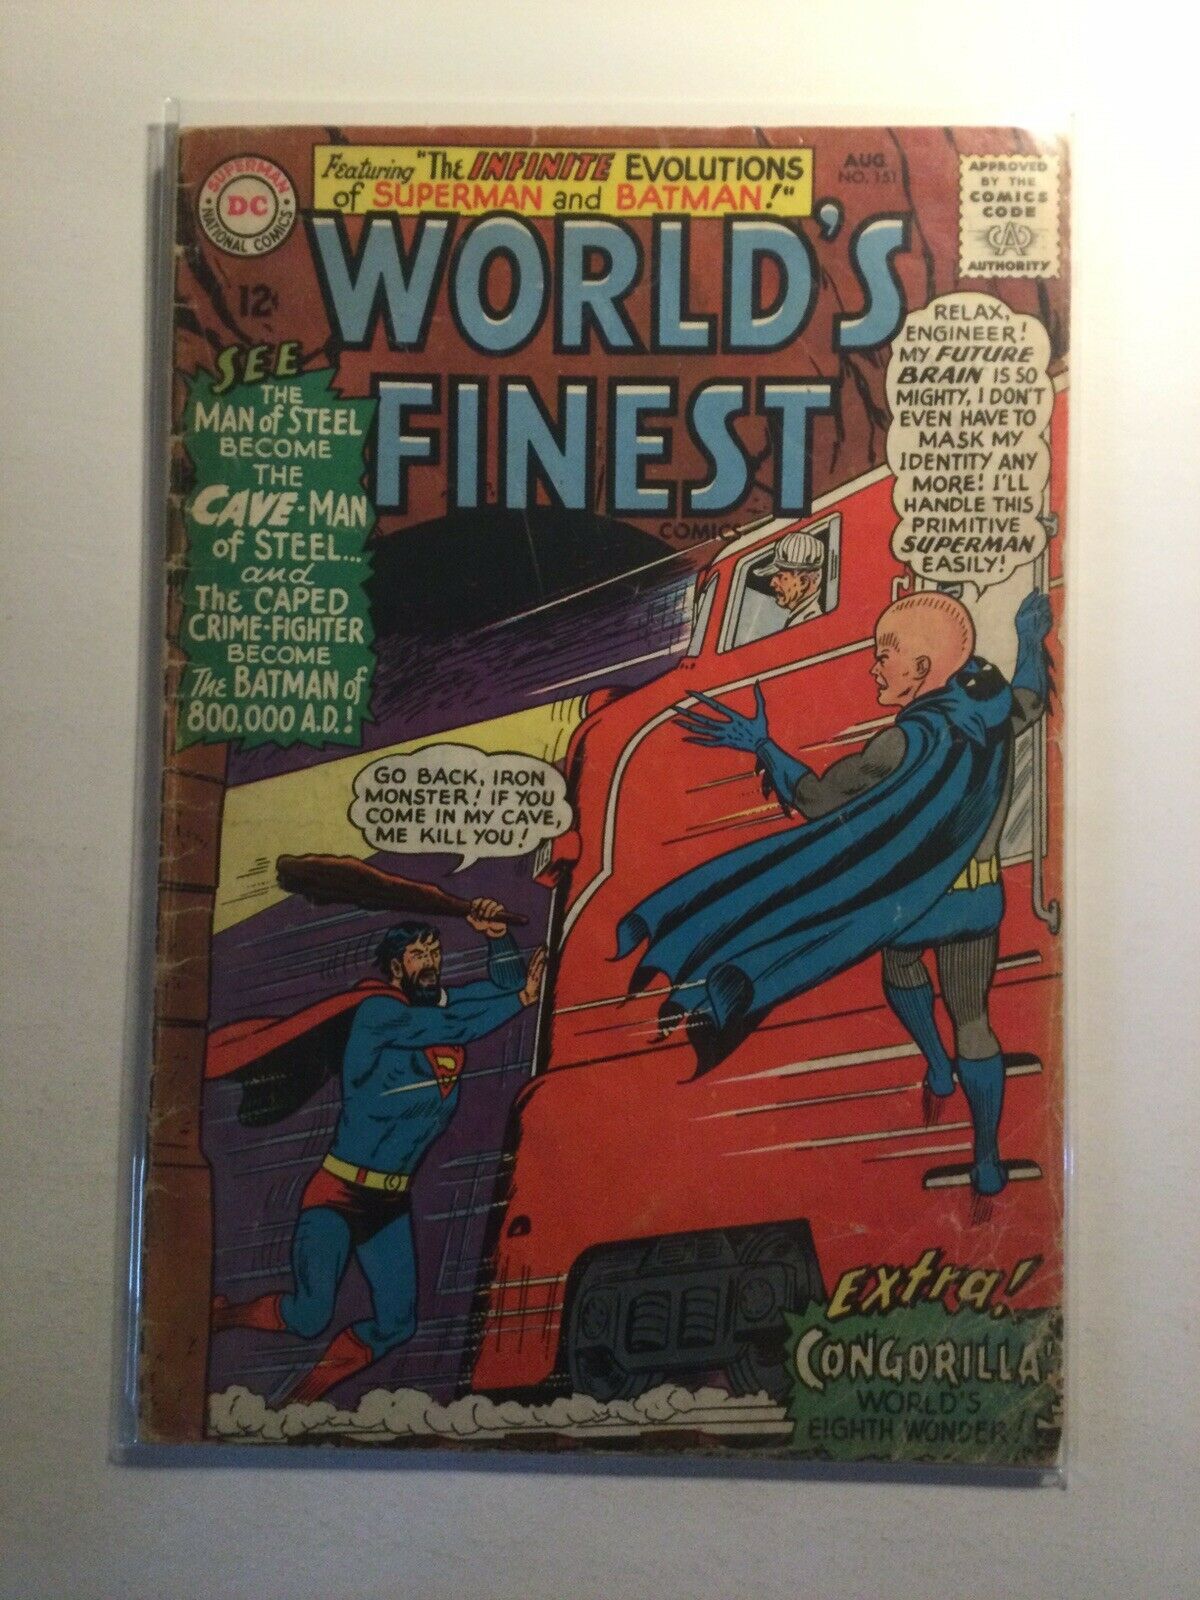 SUPERMAN
DC
NATIONAL COMICS
Featuring "The INFINITE EVOLUTIONS
of SUPERMAN and BATMAN!"
AUG.
NO. 151
APPROVED
BY THE
COMICS
CODE
CA
AUTHORITY
12¢
WORLD'S
FINEST
COMICS
SEE
THE
MAN of STEEL
BECOME
THE
CAVE-MAN
of STEEL...
and
The CAPED
CRIME-FIGHTER
BECOME
The BATMAN of
800,000 A.D.!
RELAX,
ENGINEER!
MY FUTURE
BRAIN IS SO
MIGHTY, I DON'T
EVEN HAVE TO
MASK MY
IDENTITY ANY
MORE! I'LL
HANDLE THIS
PRIMITIVE
SUPERMAN
EASILY!
GO BACK, IRON
MONSTER! IF YOU
COME IN MY CAVE,
ME KILL YOU!
S
Extra!
CONGORILLA
WORLD'S
EIGHTH WONDER!